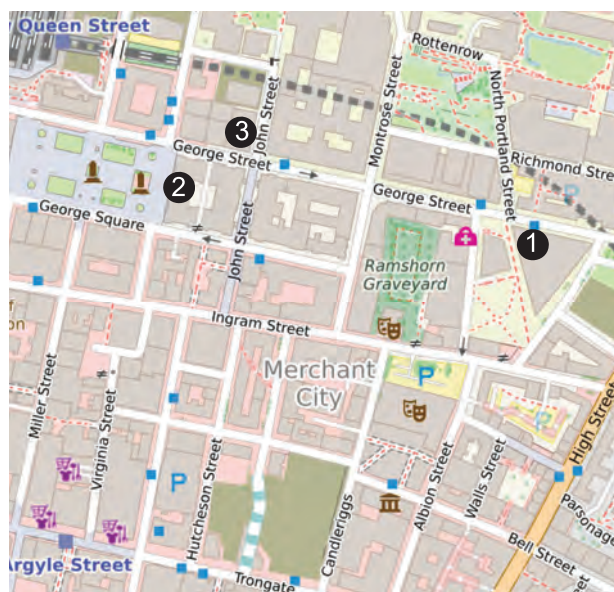 Queen Street
Rottenrow
John Street
Montrose Street
North Portland Street
3
George Street
Richmond Stre
P
2
George Street
George Square
1
John Street
Ramshorn
Graveyard
Ingram Street
Merchant
City
P
P
Miller Street
Virginia Street
High Street
P
Hutcheson Street
Candleriggs
Albion Street
Walls Street
Parsonage
Bell Street
Argyle Street
Trongate